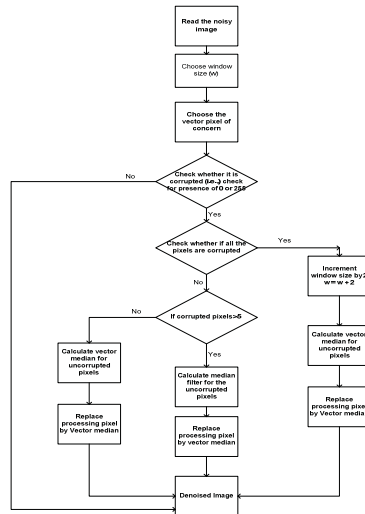 Read the noisy
image
Choose window
size (w)
Choose the
vector pixel of
concern
Check whether it is
corrupted (i.e.,) check
for presence of 0 or 255
No
Yes
Check whether if all the
pixels are corrupted
Yes
No
Increment
window size by 2
w = w + 2
If corrupted pixels>5
No
Yes
Calculate vector
median for
uncorrupted
pixels
Calculate median
filter for the
uncorrupted
pixels
Calculate vector
median for
uncorrupted
pixels
Replace
processing pixel
by Vector median
Replace
processing pixel
by vector median
Replace
processing pixel
by Vector median
Denoised Image